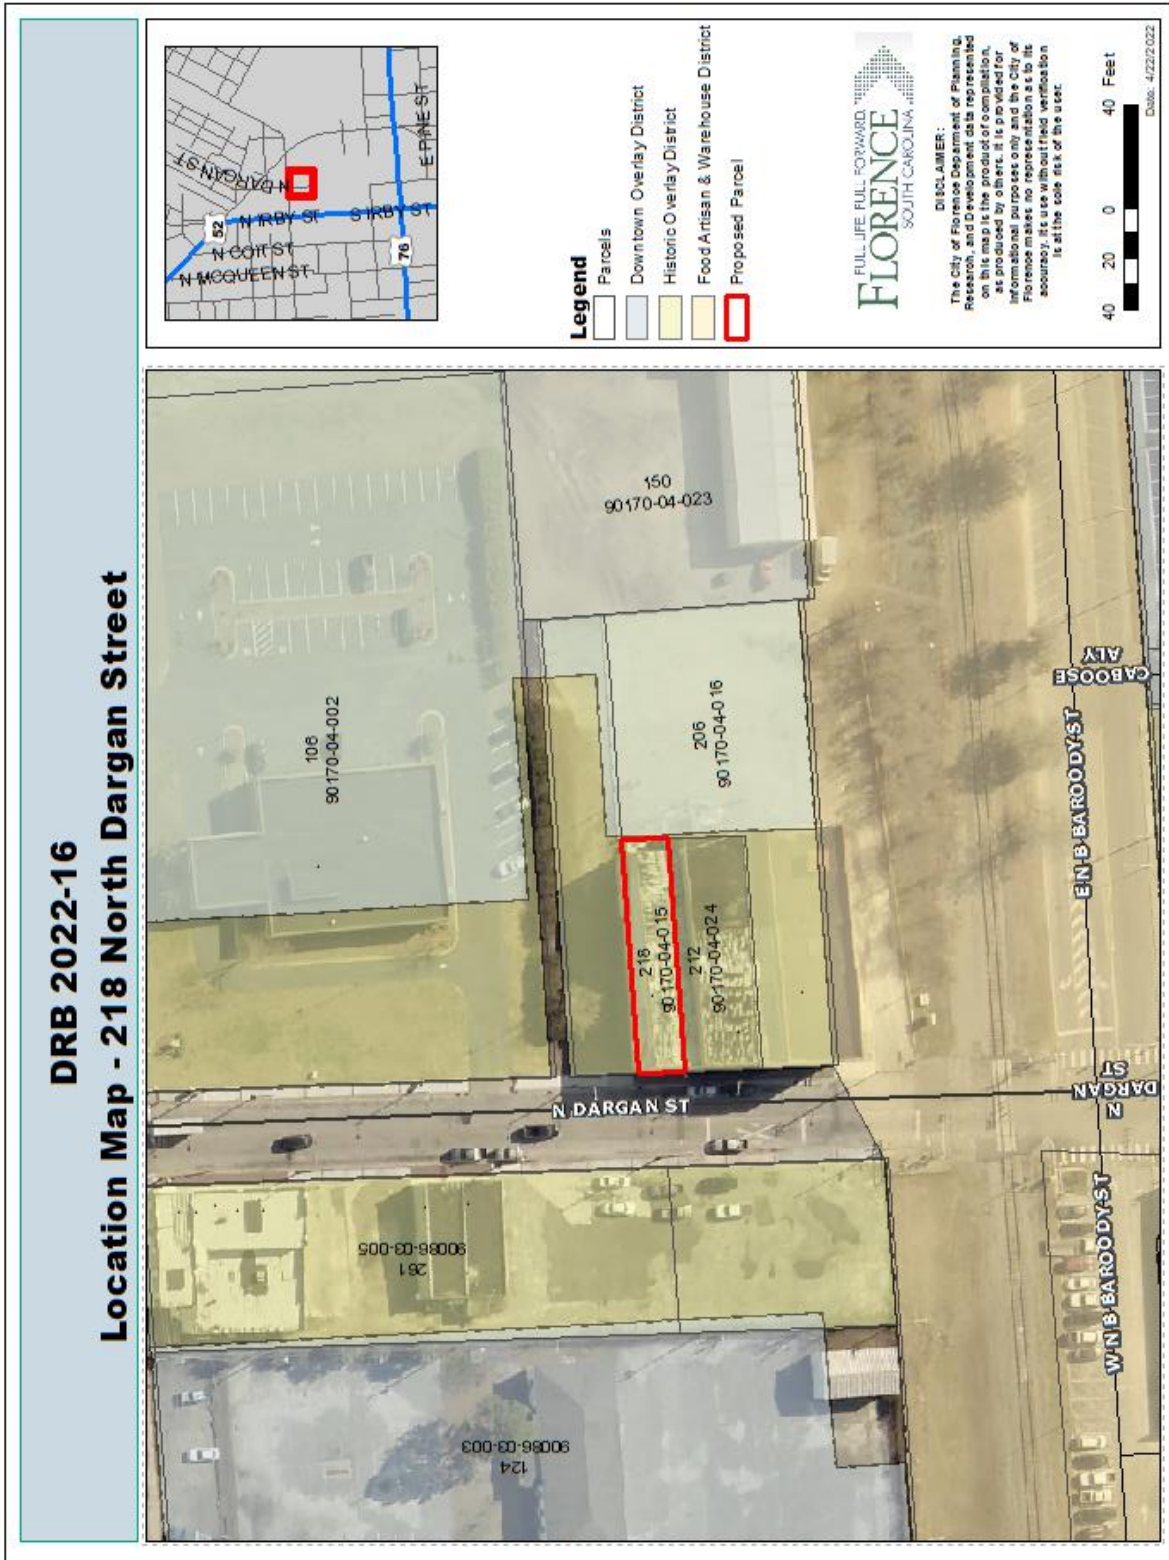 DRB 2022-16
Location Map - 218 North Dargan Street
108
90170-04-002
150
90170-04-023
206
90170-04-016
218
90170-04-015
212
90170-04-024
N DARGAN ST
261
90086-03-005
124
90086-03-003
E N B BAROODY ST
CABOOSE
ALY
N
DARGAN
ST
W N B BAROODY ST
N DARGAN ST
52
N IRBY ST
S IRBY ST
N COIT ST
N MCQUEEN ST
76
E PINE ST
Legend
Parcels
Downtown Overlay District
Historic Overlay District
Food Artisan & Warehouse District
Proposed Parcel
FULL LIFE. FULL FORWARD.
FLORENCE
SOUTH CAROLINA
DISCLAIMER:
The City of Florence Deparment of Planning,
Research, and Development data represented
on this map is the product of compilation,
as produced by others. It is provided for
informational purposes only and the City of
Florence makes no representation as to its
accuracy. Its use without field verification
is at the sole risk of the user.
40 20 0 40 Feet
Date: 4/22/2022